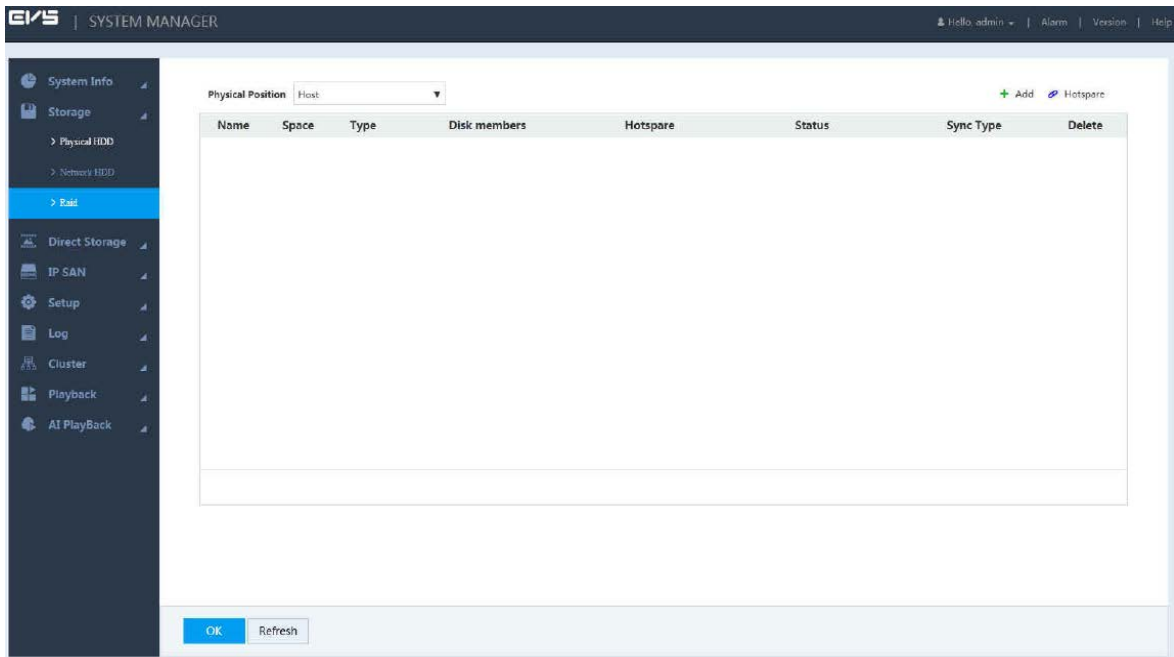 EVS | SYSTEM MANAGER
Hello, admin | Alarm | Version | Help
System Info
Storage
> Physical HDD
> Network HDD
> Raid
Direct Storage
IP SAN
Setup
Log
Cluster
Playback
AI PlayBack
Physical Position Host
+ Add Hotspare
Name Space Type Disk members Hotspare Status Sync Type Delete
OK Refresh